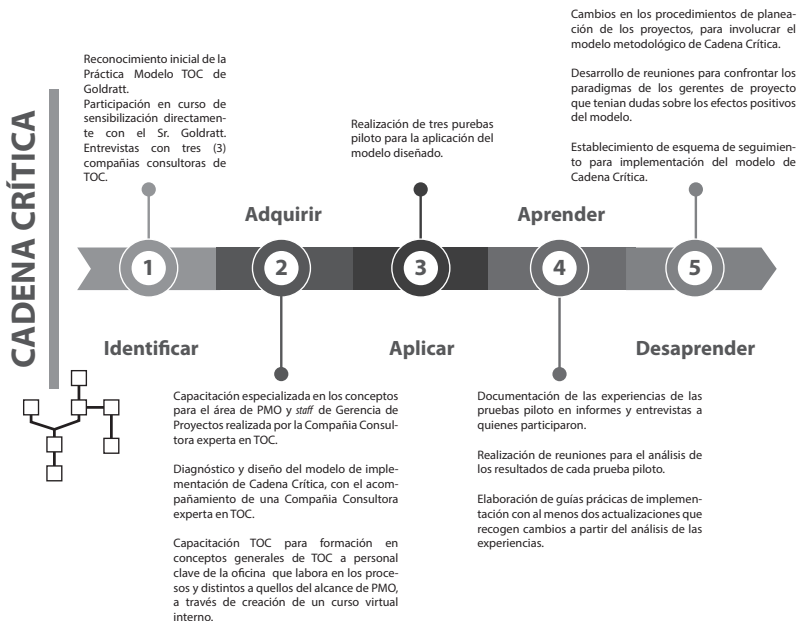 CADENA CRÍTICA
Reconocimiento inicial de la
Práctica Modelo TOC de
Goldratt.
Participación en curso de
sensibilización directamen-
te con el Sr. Goldratt.
Entrevistas con tres (3)
compañias consultoras de
TOC.
1
Identificar
Adquirir
2
Capacitación especializada en los conceptos
para el área de PMO y staff de Gerencia de
Proyectos realizada por la Compañia Consul-
tora experta en TOC.
Diagnóstico y diseño del modelo de imple-
mentación de Cadena Crítica, con el acom-
pañamiento de una Compañia Consultora
experta en TOC.
Capacitación TOC para formación en
conceptos generales de TOC a personal
clave de la oficina que labora en los proce-
sos y distintos a aquellos del alcance de PMO,
a través de creación de un curso virtual
interno.
Realización de tres purebas
piloto para la aplicación del
modelo diseñado.
3
Aplicar
Aprender
4
Documentación de las experiencias de las
pruebas piloto en informes y entrevistas a
quienes participaron.
Realización de reuniones para el análisis de
los resultados de cada prueba piloto.
Elaboración de guías prácicas de implemen-
tación con al menos dos actualizaciones que
recogen cambios a partir del análisis de las
experiencias.
Cambios en los procedimientos de planea-
ción de los proyectos, para involucrar el
modelo metodológico de Cadena Crítica.
Desarrollo de reuniones para confrontar los
paradigmas de los gerentes de proyecto
que tenian dudas sobre los efectos positivos
del modelo.
Establecimiento de esquema de seguimien-
to para implementación del modelo de
Cadena Crítica.
5
Desaprender